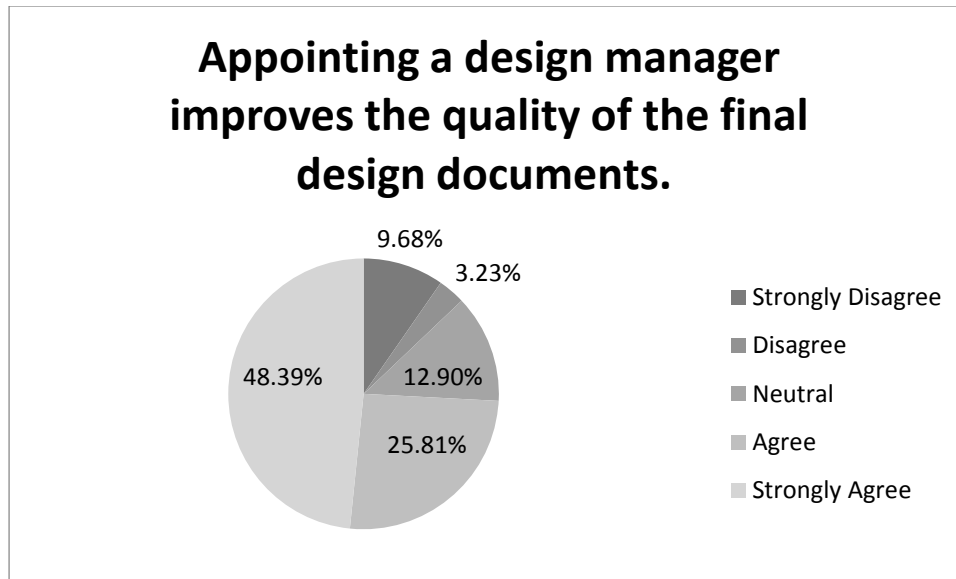 Appointing a design manager
improves the quality of the final
design documents.
9.68%
3.23%
12.90%
25.81%
48.39%
Strongly Disagree
Disagree
Neutral
Agree
Strongly Agree